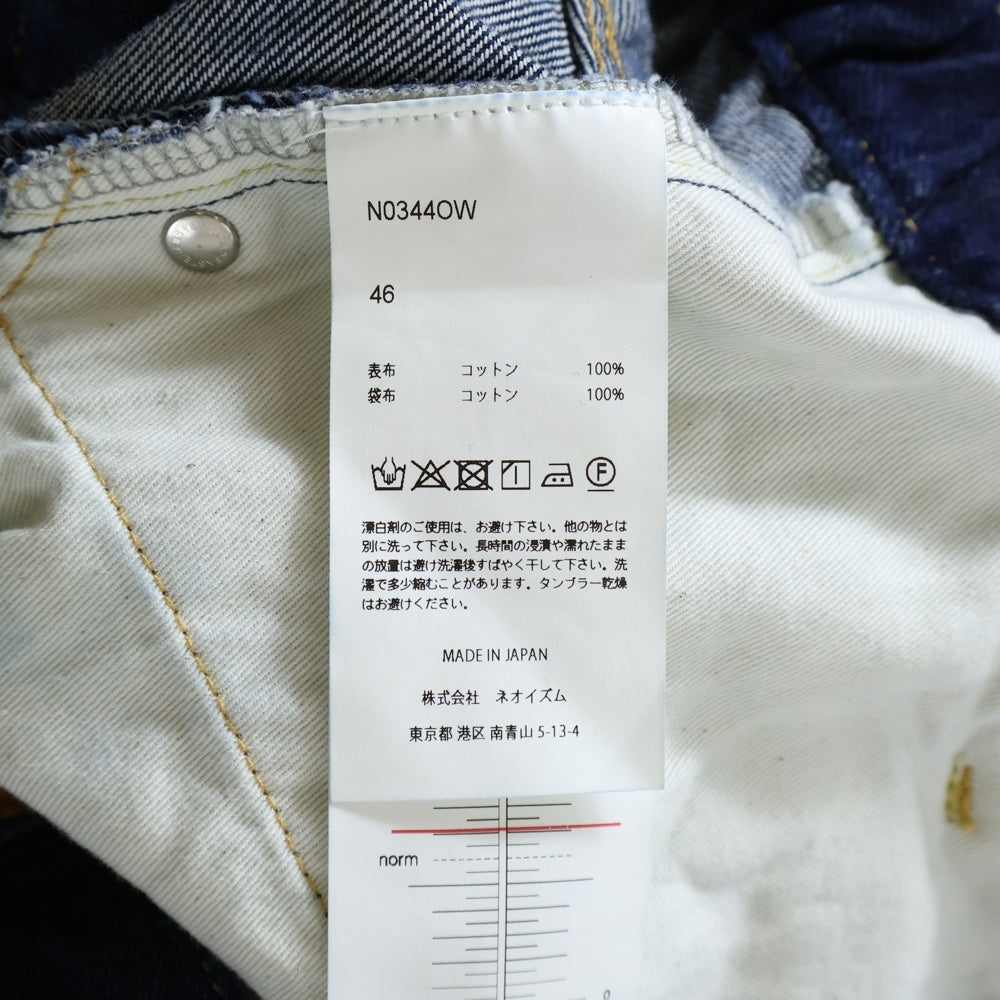 N0344OW
46
表布 コットン 100%
袋布 コットン 100%
F
漂白剤のご使用は、お避け下さい。他の物とは
別に洗って下さい。長時間の浸漬や濡れたまま
の放置は避け洗濯後すばやく干して下さい。洗
濯で多少縮むことがあります。タンブラー乾燥
はお避けください。
MADE IN JAPAN
株式会社 ネオイズム
東京都 港区 南青山 5-13-4
norm